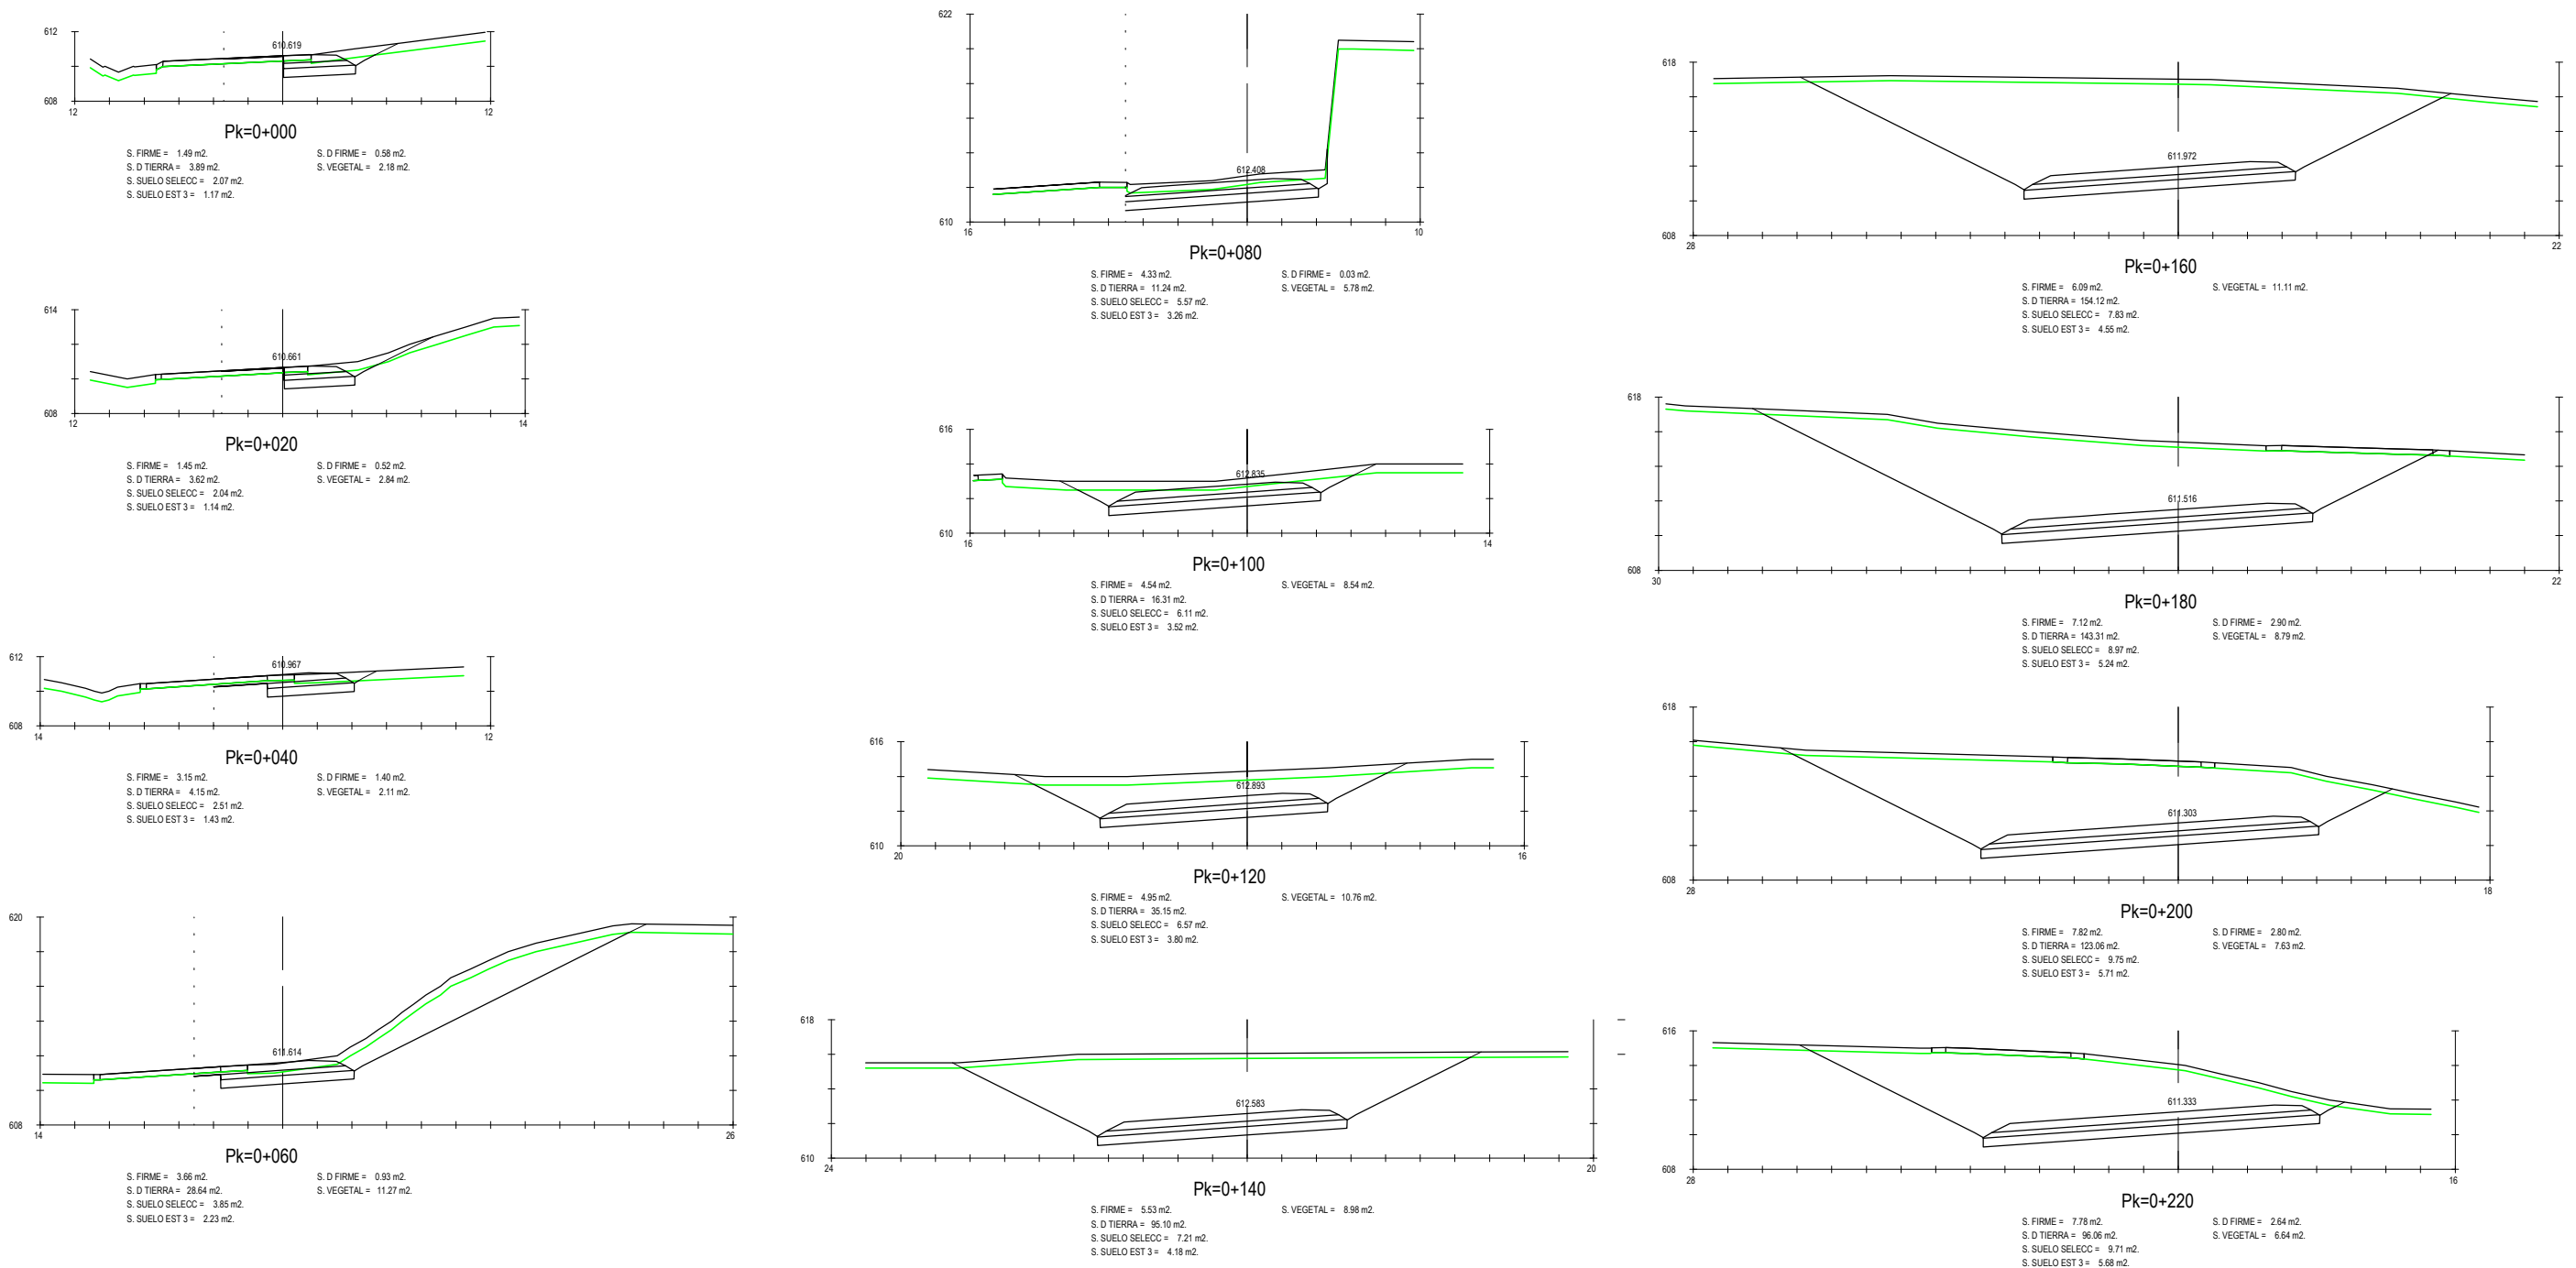 612
610.619
608
12 12
Pk=0+000
S. FIRME = 1.49 m2. S. D FIRME = 0.58 m2.
S. D TIERRA = 3.89 m2. S. VEGETAL = 2.18 m2.
S. SUELO SELECC = 2.07 m2.
S. SUELO EST 3 = 1.17 m2.
614
610.661
608
12 14
Pk=0+020
S. FIRME = 1.45 m2. S. D FIRME = 0.52 m2.
S. D TIERRA = 3.62 m2. S. VEGETAL = 2.84 m2.
S. SUELO SELECC = 2.04 m2.
S. SUELO EST 3 = 1.14 m2.
612
610.967
608
14 12
Pk=0+040
S. FIRME = 3.15 m2. S. D FIRME = 1.40 m2.
S. D TIERRA = 4.15 m2. S. VEGETAL = 2.11 m2.
S. SUELO SELECC = 2.51 m2.
S. SUELO EST 3 = 1.43 m2.
620
611.614
608
14 26
Pk=0+060
S. FIRME = 3.66 m2. S. D FIRME = 0.93 m2.
S. D TIERRA = 28.64 m2. S. VEGETAL = 11.27 m2.
S. SUELO SELECC = 3.85 m2.
S. SUELO EST 3 = 2.23 m2.
622
612.408
610
16 10
Pk=0+080
S. FIRME = 4.33 m2. S. D FIRME = 0.03 m2.
S. D TIERRA = 11.24 m2. S. VEGETAL = 5.78 m2.
S. SUELO SELECC = 5.57 m2.
S. SUELO EST 3 = 3.26 m2.
616
612.835
610
16 14
Pk=0+100
S. FIRME = 4.54 m2. S. VEGETAL = 8.54 m2.
S. D TIERRA = 16.31 m2.
S. SUELO SELECC = 6.11 m2.
S. SUELO EST 3 = 3.52 m2.
616
612.893
610
20 16
Pk=0+120
S. FIRME = 4.95 m2. S. VEGETAL = 10.76 m2.
S. D TIERRA = 35.15 m2.
S. SUELO SELECC = 6.57 m2.
S. SUELO EST 3 = 3.80 m2.
618
612.583
610
24 20
Pk=0+140
S. FIRME = 5.53 m2. S. VEGETAL = 8.98 m2.
S. D TIERRA = 95.10 m2.
S. SUELO SELECC = 7.21 m2.
S. SUELO EST 3 = 4.18 m2.
618
611.972
608
28 22
Pk=0+160
S. FIRME = 6.09 m2. S. VEGETAL = 11.11 m2.
S. D TIERRA = 154.12 m2.
S. SUELO SELECC = 7.83 m2.
S. SUELO EST 3 = 4.55 m2.
618
611.516
608
30 22
Pk=0+180
S. FIRME = 7.12 m2. S. D FIRME = 2.90 m2.
S. D TIERRA = 143.31 m2. S. VEGETAL = 8.79 m2.
S. SUELO SELECC = 8.97 m2.
S. SUELO EST 3 = 5.24 m2.
618
611.303
608
28 18
Pk=0+200
S. FIRME = 7.82 m2. S. D FIRME = 2.80 m2.
S. D TIERRA = 123.06 m2. S. VEGETAL = 7.63 m2.
S. SUELO SELECC = 9.75 m2.
S. SUELO EST 3 = 5.71 m2.
616
611.333
608
28 16
Pk=0+220
S. FIRME = 7.78 m2. S. D FIRME = 2.64 m2.
S. D TIERRA = 96.06 m2. S. VEGETAL = 6.64 m2.
S. SUELO SELECC = 9.71 m2.
S. SUELO EST 3 = 5.68 m2.